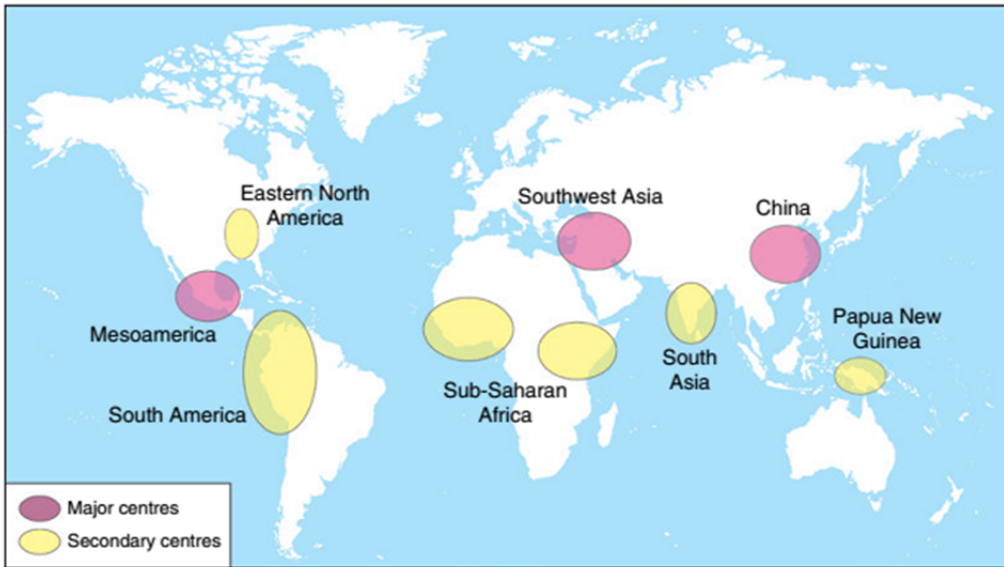 Eastern North
America
Southwest Asia
China
Mesoamerica
South America
Sub-Saharan
Africa
South
Asia
Papua New
Guinea
Major centres
Secondary centres